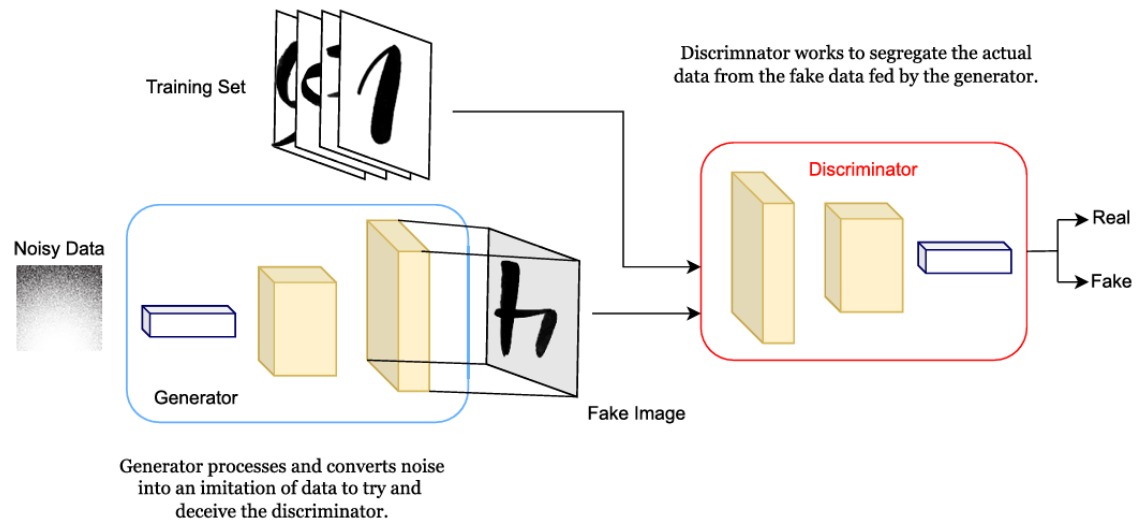 Training Set
Discrimnator works to segregate the actual
data from the fake data fed by the generator.
Discriminator
Noisy Data
Real
Fake
Generator
Fake Image
Generator processes and converts noise
into an imitation of data to try and
deceive the discriminator.